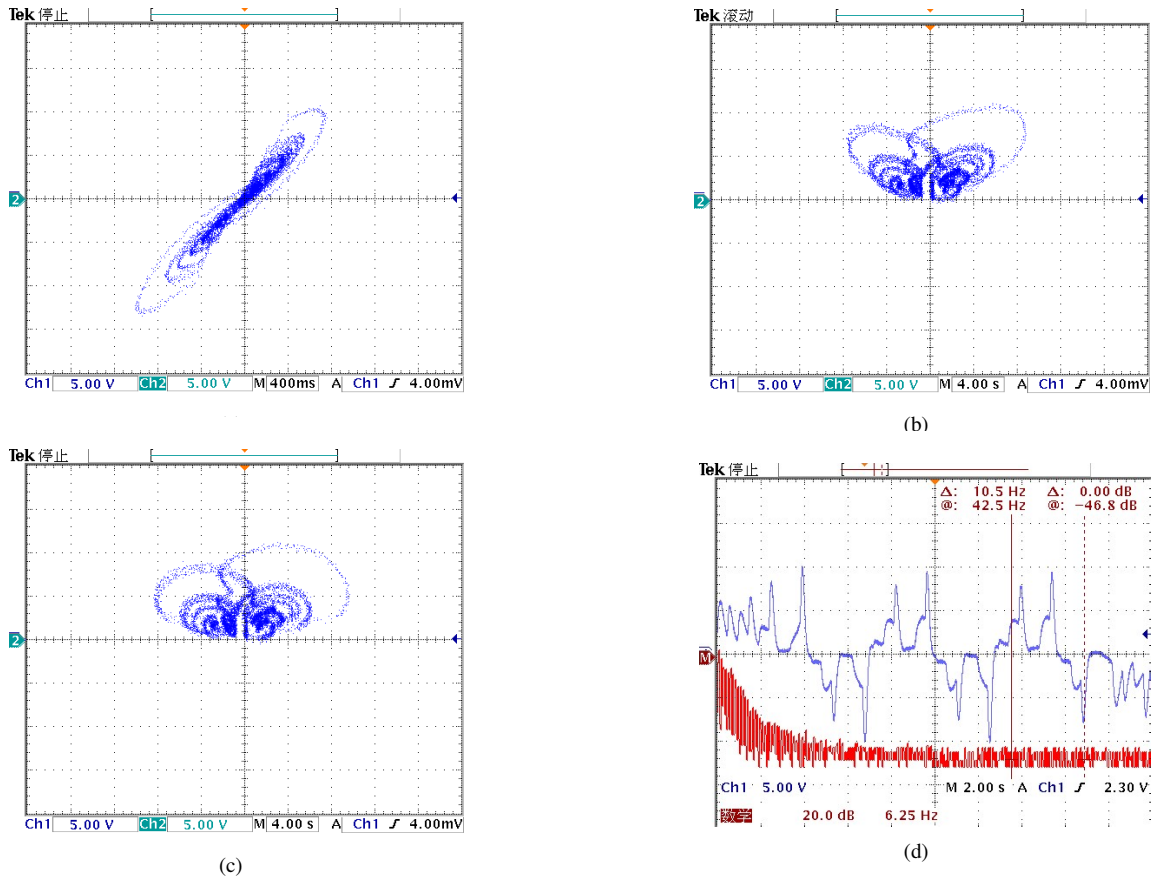 Tek 停止
2
Ch1 5.00 V Ch2 5.00 V M 400ms A Ch1 ƒ 4.00mV
Tek 滚动
2
Ch1 5.00 V Ch2 5.00 V M 4.00 s A Ch1 ƒ 4.00mV
(b)
Tek 停止
2
Ch1 5.00 V Ch2 5.00 V M 4.00 s A Ch1 ƒ 4.00mV
(c)
Tek 停止
Δ: 10.5 Hz Δ: 0.00 dB
@: 42.5 Hz @: −46.8 dB
M
Ch1 5.00 V M 2.00 s A Ch1 ƒ 2.30 V
数学 20.0 dB 6.25 Hz
(d)